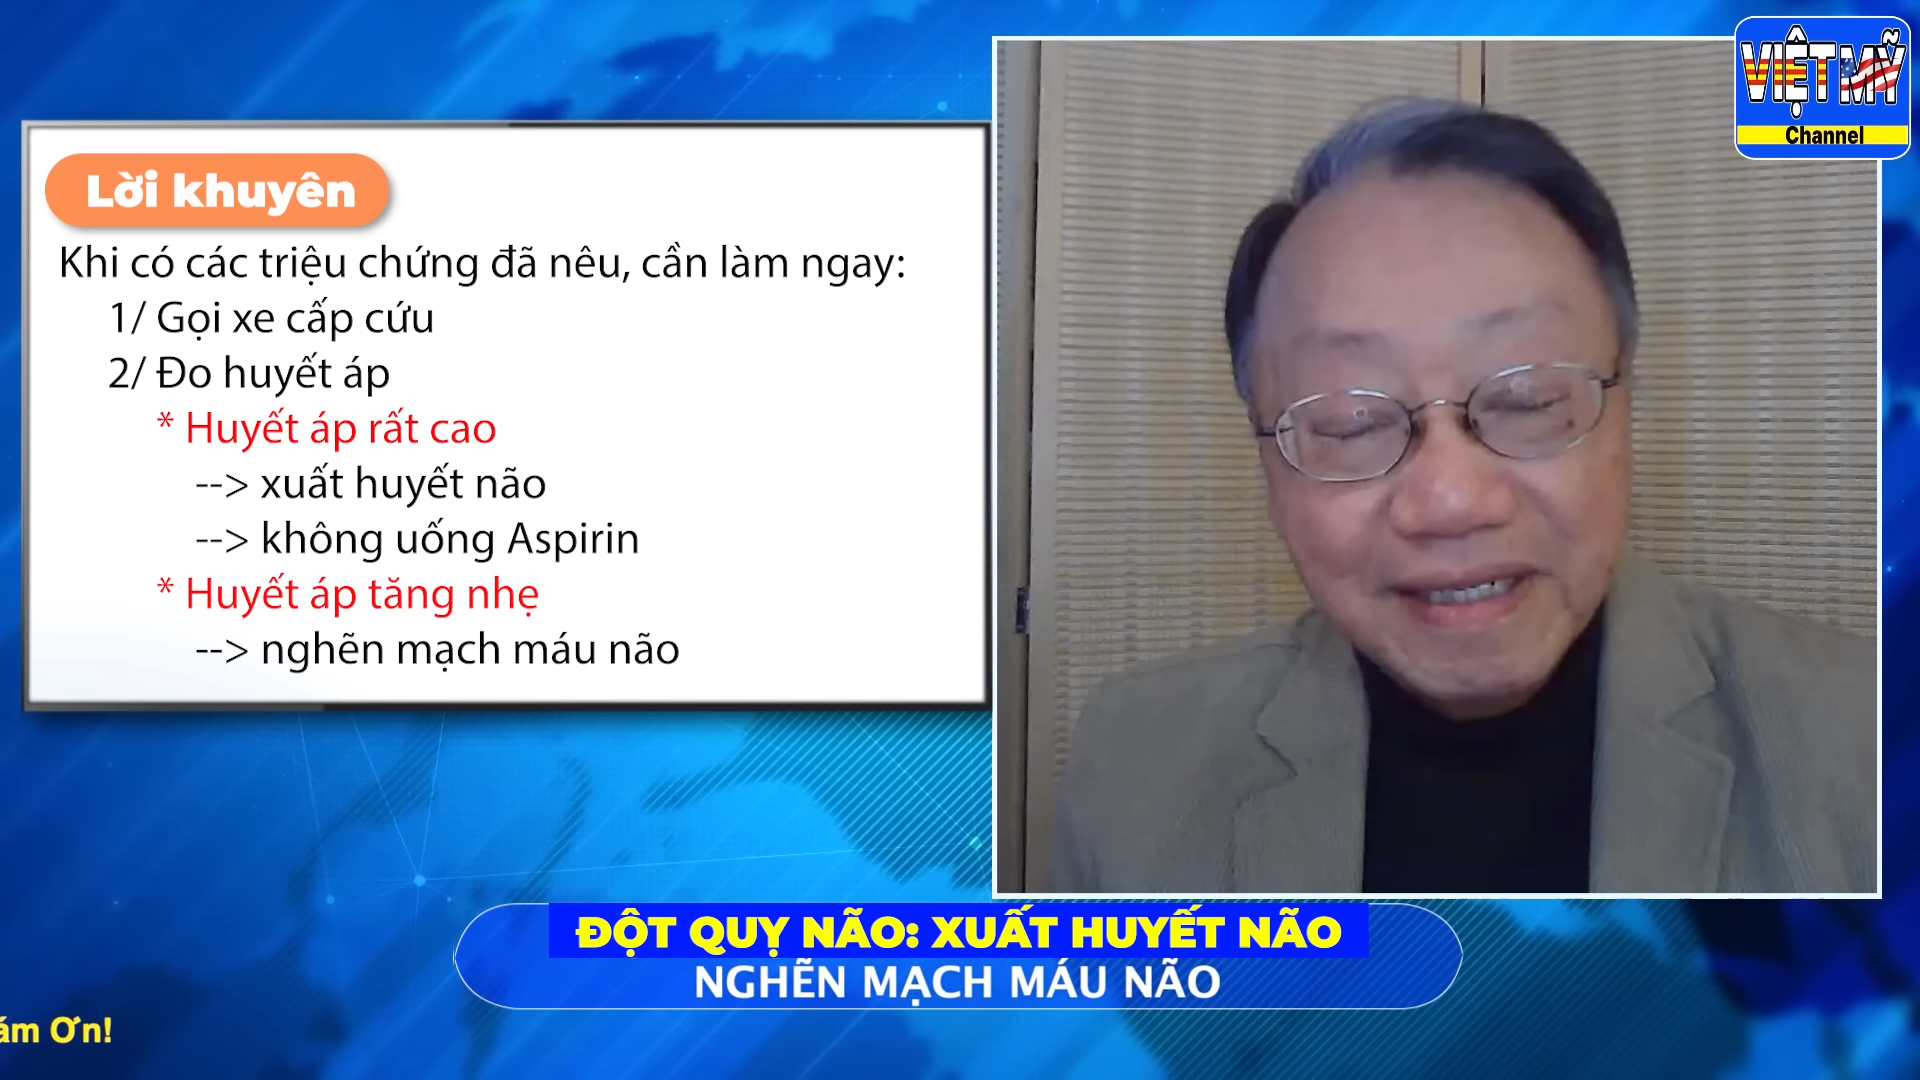 VIỆT MỸ
Channel
Lời khuyên
Khi có các triệu chứng đã nêu, cần làm ngay:
1/ Gọi xe cấp cứu
2/ Đo huyết áp
* Huyết áp rất cao
--> xuất huyết não
--> không uống Aspirin
* Huyết áp tăng nhẹ
--> nghẽn mạch máu não
ĐỘT QUỴ NÃO: XUẤT HUYẾT NÃO
NGHẼN MẠCH MÁU NÃO
ám Ơn!